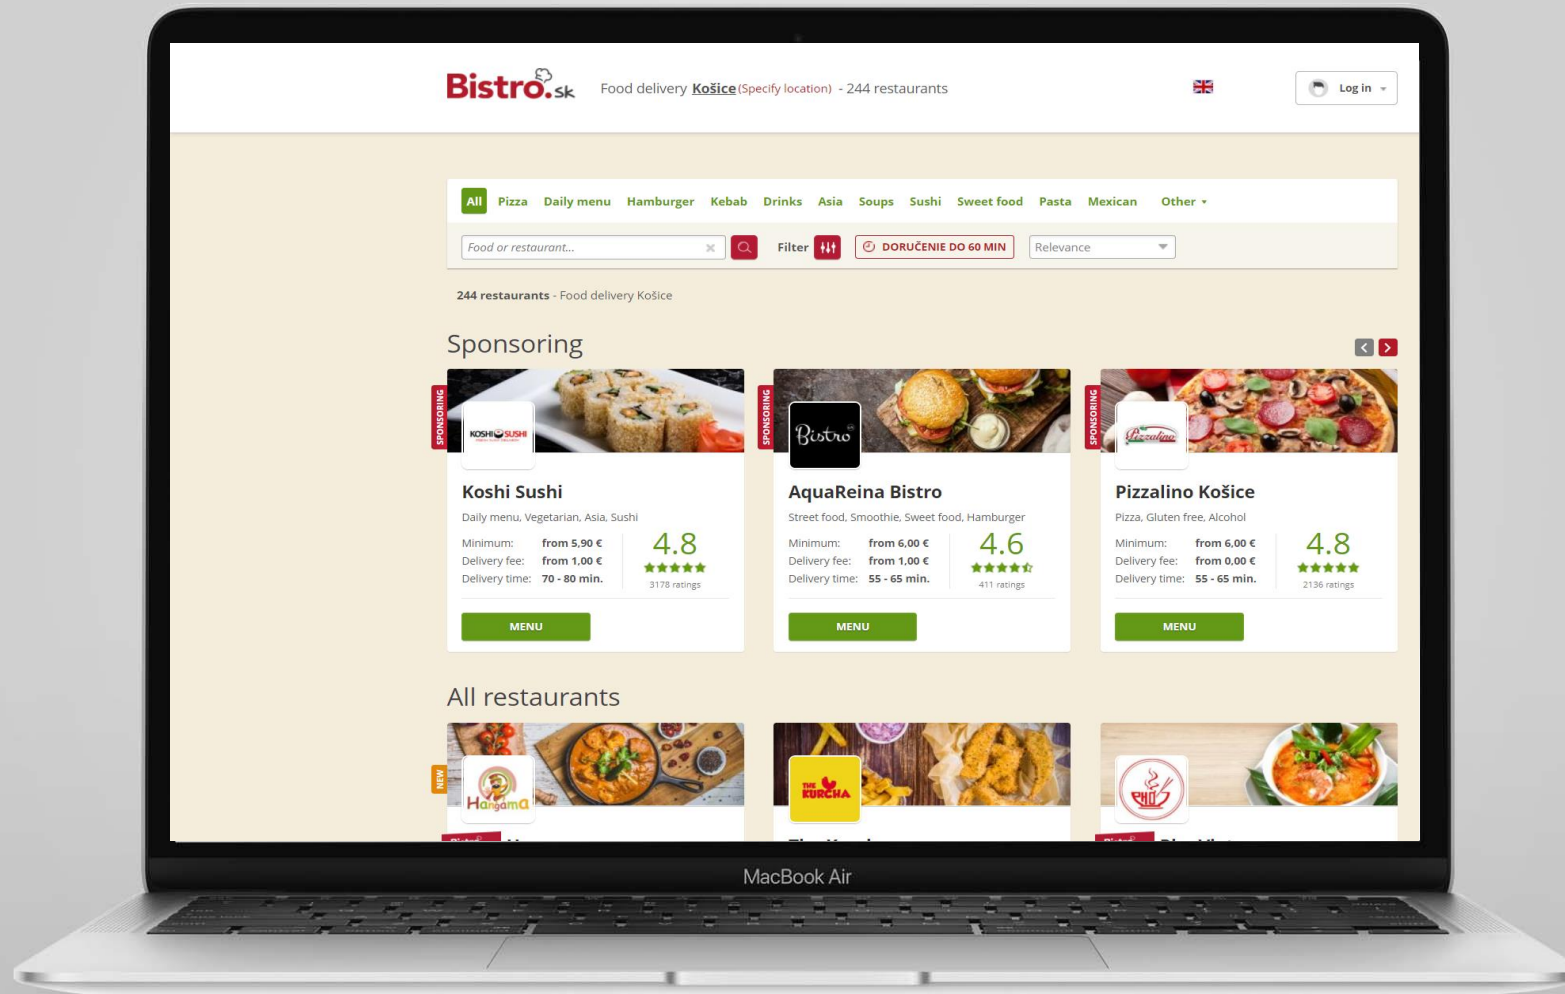 Bistro.sk
Food delivery Košice (Specify location) - 244 restaurants
Log in
All Pizza Daily menu Hamburger Kebab Drinks Asia Soups Sushi Sweet food Pasta Mexican Other
Food or restaurant...
Filter
DORUČENIE DO 60 MIN
Relevance
244 restaurants - Food delivery Košice
Sponsoring
SPONSORING
KOSHI SUSHI
Koshi Sushi
Daily menu, Vegetarian, Asia, Sushi
Minimum: from 5,90 €
Delivery fee: from 1,00 €
Delivery time: 70 - 80 min.
4.8
3178 ratings
MENU
SPONSORING
Bistro
AquaReina Bistro
Street food, Smoothie, Sweet food, Hamburger
Minimum: from 6,00 €
Delivery fee: from 1,00 €
Delivery time: 55 - 65 min.
4.6
411 ratings
MENU
SPONSORING
Pizzalino
Pizzalino Košice
Pizza, Gluten free, Alcohol
Minimum: from 6,00 €
Delivery fee: from 0,00 €
Delivery time: 55 - 65 min.
4.8
2136 ratings
MENU
All restaurants
NEW
Hangama
THE KURCHA
PHO
MacBook Air